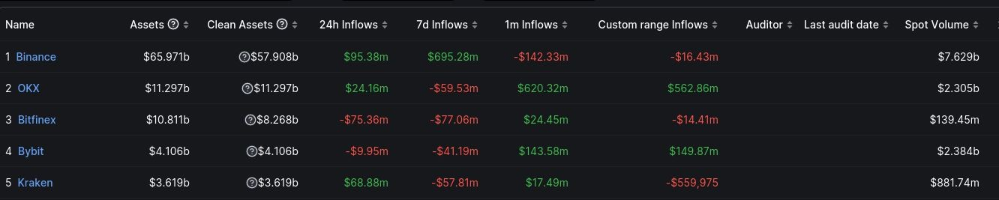 Name Assets ? Clean Assets ? 24h Inflows 7d Inflows 1m Inflows Custom range Inflows Auditor Last audit date Spot Volume
1 Binance $65.971b ? $57.908b $95.38m $695.28m -$142.33m -$16.43m $7.629b
2 OKX $11.297b ? $11.297b $24.16m -$59.53m $620.32m $562.86m $2.305b
3 Bitfinex $10.811b ? $8.268b -$75.36m -$77.06m $24.45m -$14.41m $139.45m
4 Bybit $4.106b ? $4.106b -$9.95m -$41.19m $143.58m $149.87m $2.384b
5 Kraken $3.619b ? $3.619b $68.88m -$57.81m $17.49m -$559,975 $881.74m